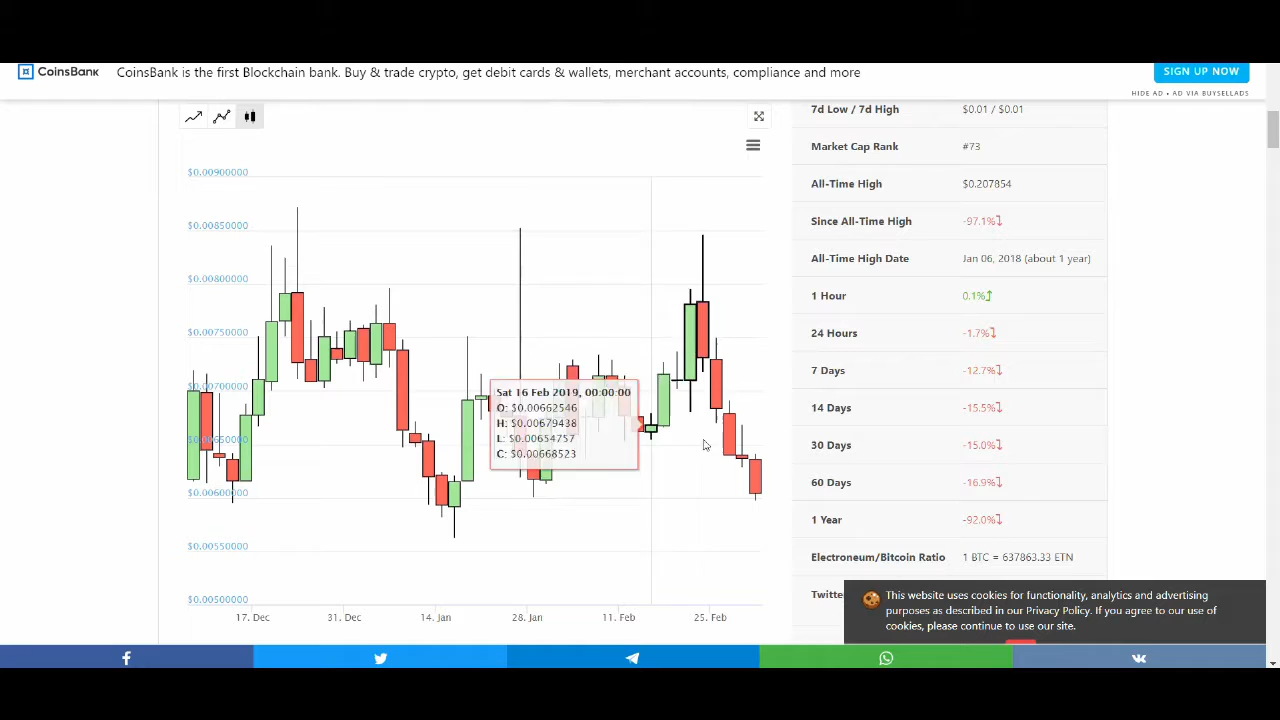 CoinsBank
CoinsBank is the first Blockchain bank. Buy & trade crypto, get debit cards & wallets, merchant accounts, compliance and more
SIGN UP NOW
HIDE AD • AD VIA BUYSELLADS
$0.00900000
$0.00850000
$0.00800000
$0.00750000
$0.00700000
$0.00650000
$0.00600000
$0.00550000
$0.00500000
Sat 16 Feb 2019, 00:00:00
O: $0.00662546
H: $0.00679438
L: $0.00654757
C: $0.00668523
17. Dec
31. Dec
14. Jan
28. Jan
11. Feb
25. Feb
7d Low / 7d High $0.01 / $0.01
Market Cap Rank #73
All-Time High $0.207854
Since All-Time High -97.1%
All-Time High Date Jan 06, 2018 (about 1 year)
1 Hour 0.1%
24 Hours -1.7%
7 Days -12.7%
14 Days -15.5%
30 Days -15.0%
60 Days -16.9%
1 Year -92.0%
Electroneum/Bitcoin Ratio 1 BTC = 637863.33 ETN
Twitte
This website uses cookies for functionality, analytics and advertising
purposes as described in our Privacy Policy. If you agree to our use of
cookies, please continue to use our site.